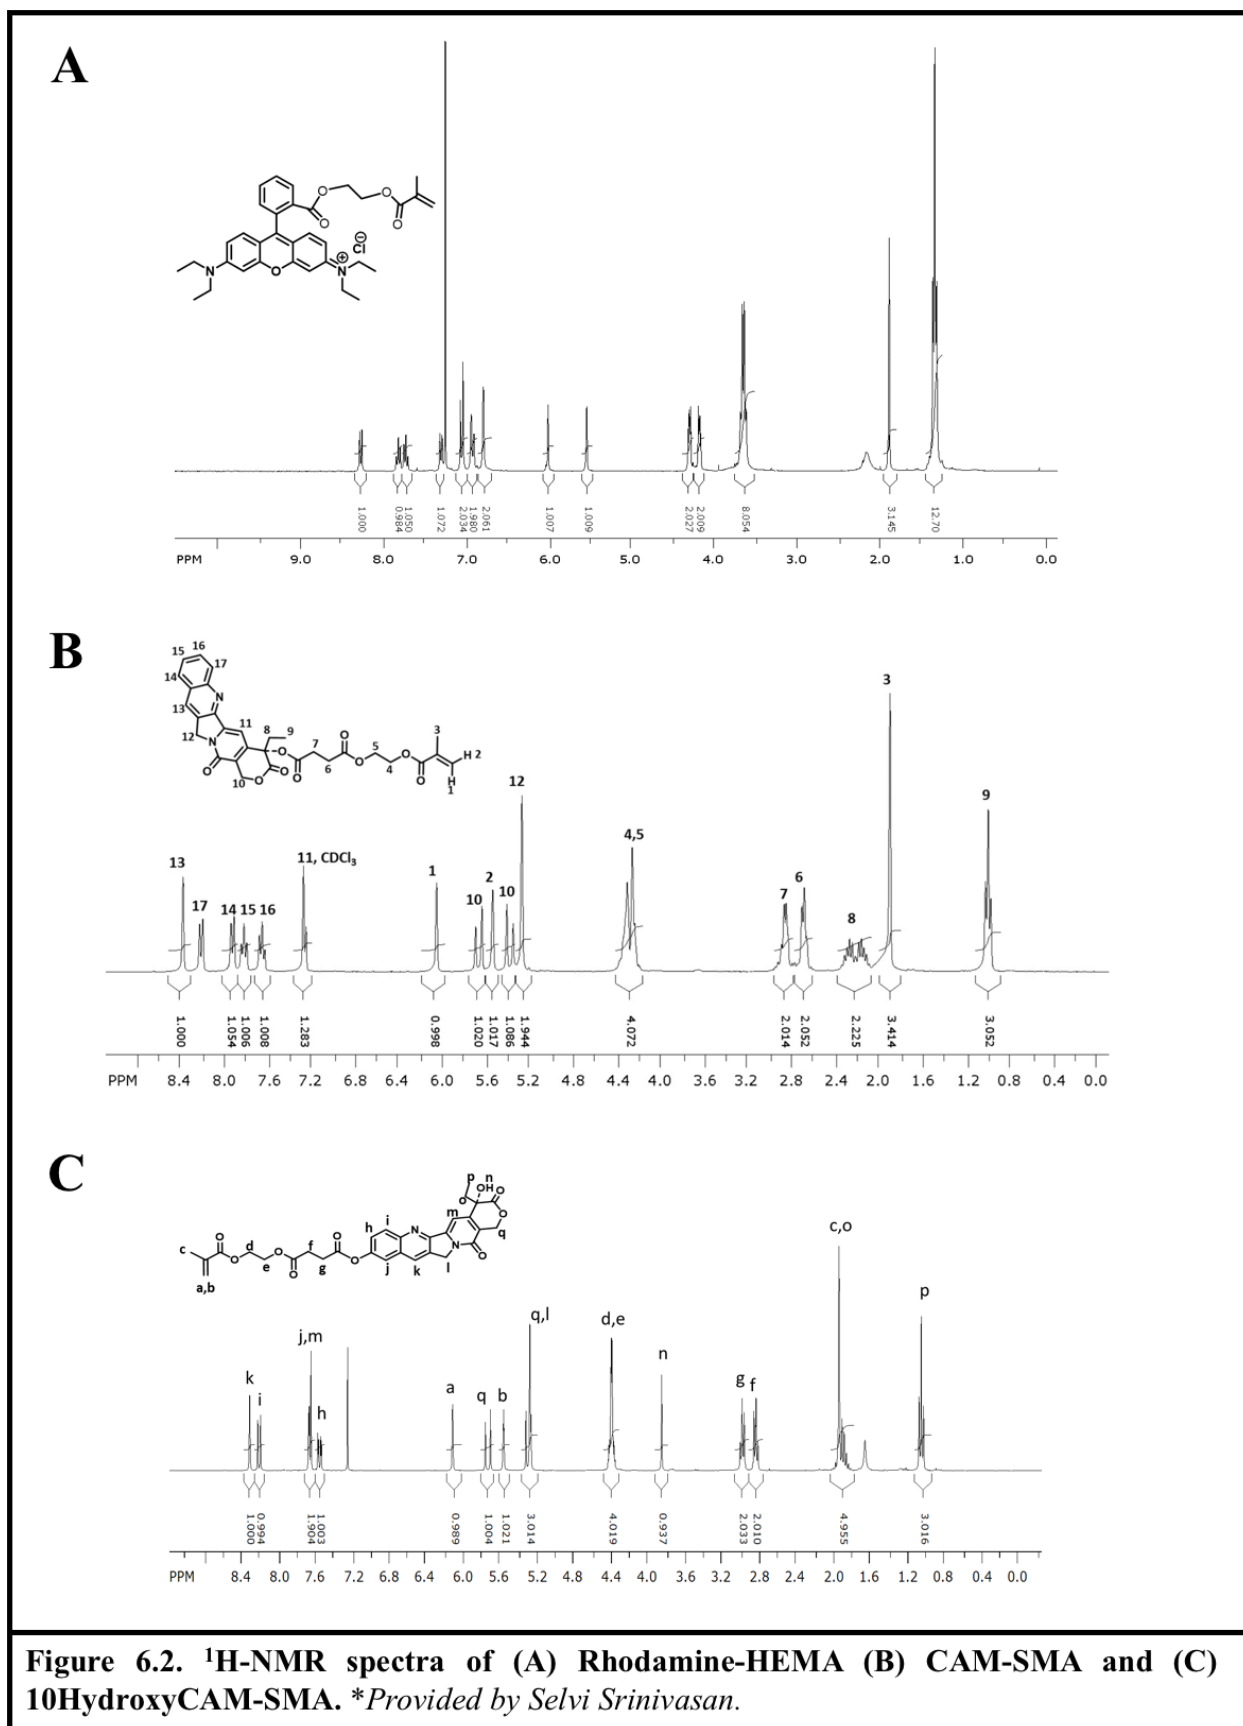 A
O
O
O
O
⊖
Cl
N
O
N
⊕
1.000
0.984
1.050
1.072
2.034
1.980
2.061
1.007
1.009
2.027
2.009
8.054
3.145
12.70
PPM 9.0 8.0 7.0 6.0 5.0 4.0 3.0 2.0 1.0 0.0
B
16
15
17
14
N
13
11
8 9
12
N
7
O
O
5
O
3
H 2
O
O
O
O
6
O
4
O
H
1
10
O
3
12
9
13
11, CDCl3
4,5
17
14 15 16
1
10
2
10
7
6
8
1.000
1.054
1.006
1.008
1.283
0.998
1.020
1.017
1.086
1.944
4.072
2.014
2.052
2.225
3.414
3.052
PPM 8.4 8.0 7.6 7.2 6.8 6.4 6.0 5.6 5.2 4.8 4.4 4.0 3.6 3.2 2.8 2.4 2.0 1.6 1.2 0.8 0.4 0.0
C
p n
OH
o
O
O
m
q
i
h
N
N
O
l
k
j
O
O
g
f
O
O
e
d
O
O
c
a,b
c,o
p
q,l
d,e
j,m
n
k
i
h
a
q
b
g
f
1.000
0.994
1.904
1.003
0.989
1.004
1.021
3.014
4.019
0.937
2.033
2.010
4.955
3.016
PPM 8.4 8.0 7.6 7.2 6.8 6.4 6.0 5.6 5.2 4.8 4.4 4.0 3.6 3.2 2.8 2.4 2.0 1.6 1.2 0.8 0.4 0.0
Figure 6.2. 1H-NMR spectra of (A) Rhodamine-HEMA (B) CAM-SMA and (C)
10HydroxyCAM-SMA. *Provided by Selvi Srinivasan.